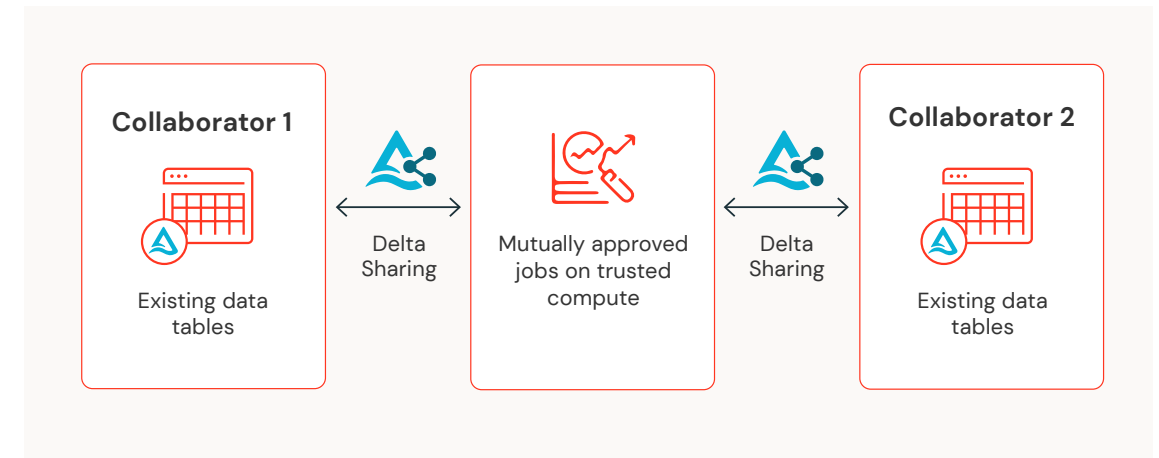 Collaborator 1
Existing data
tables
Delta
Sharing
Mutually approved
jobs on trusted
compute
Delta
Sharing
Collaborator 2
Existing data
tables